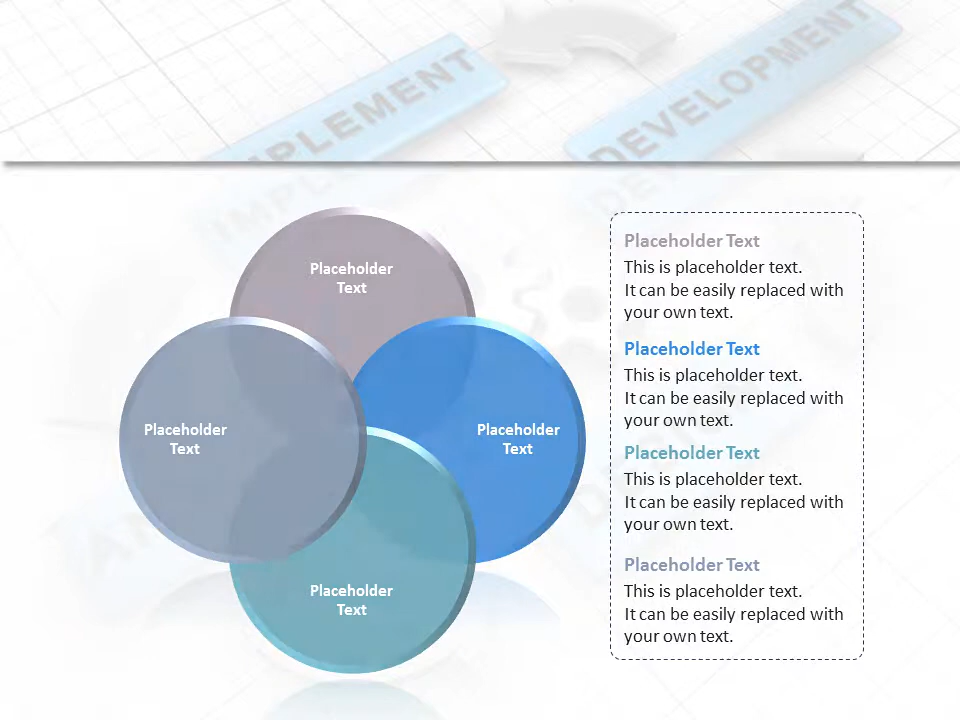 IMPLEMENT
DEVELOPMENT
Placeholder
Text
Placeholder
Text
Placeholder
Text
Placeholder
Text
Placeholder Text
This is placeholder text.
It can be easily replaced with
your own text.
Placeholder Text
This is placeholder text.
It can be easily replaced with
your own text.
Placeholder Text
This is placeholder text.
It can be easily replaced with
your own text.
Placeholder Text
This is placeholder text.
It can be easily replaced with
your own text.